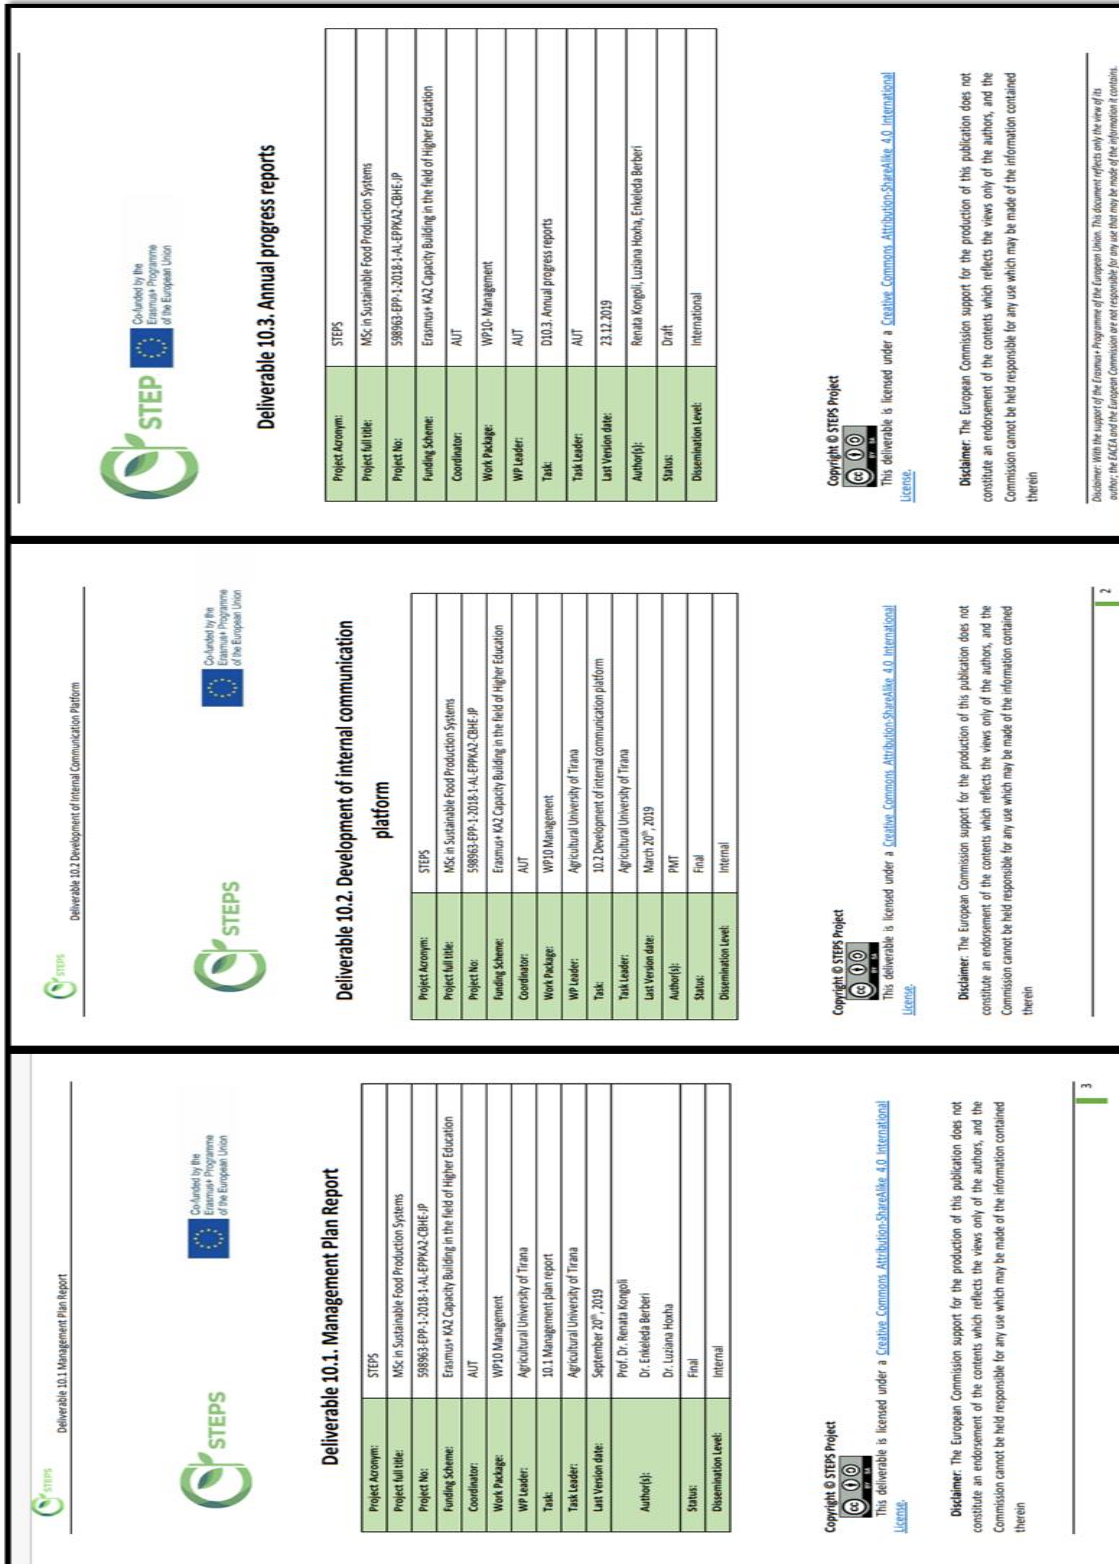 STEPS
Deliverable 10.1 Management Plan Report
STEPS
Co-funded by the
Erasmus+ Programme
of the European Union
Deliverable 10.1. Management Plan Report
Project Acronym: STEPS
Project full title: MSc in Sustainable Food Production Systems
Project No: 598963-EPP-1-2018-1-AL-EPPKA2-CBHE-JP
Funding Scheme: Erasmus+ KA2 Capacity Building in the field of Higher Education
Coordinator: AUT
Work Package: WP10 Management
WP Leader: Agricultural University of Tirana
Task: 10.1 Management plan report
Task Leader: Agricultural University of Tirana
Last Version date: September 20th, 2019
Author(s): Prof. Dr. Renata Kongoli
Dr. Enkeleda Berberi
Dr. Luziana Hoxha
Status: Final
Dissemination Level: Internal
Copyright © STEPS Project
cc BY SA
This deliverable is licensed under a Creative Commons Attribution-ShareAlike 4.0 International
License.
Disclaimer: The European Commission support for the production of this publication does not
constitute an endorsement of the contents which reflects the views only of the authors, and the
Commission cannot be held responsible for any use which may be made of the information contained
therein
3
STEPS
Deliverable 10.2 Development of Internal Communication Platform
STEPS
Co-funded by the
Erasmus+ Programme
of the European Union
Deliverable 10.2. Development of internal communication
platform
Project Acronym: STEPS
Project full title: MSc in Sustainable Food Production Systems
Project No: 598963-EPP-1-2018-1-AL-EPPKA2-CBHE-JP
Funding Scheme: Erasmus+ KA2 Capacity Building in the field of Higher Education
Coordinator: AUT
Work Package: WP10 Management
WP Leader: Agricultural University of Tirana
Task: 10.2 Development of internal communication platform
Task Leader: Agricultural University of Tirana
Last Version date: March 20th, 2019
Author(s): PMT
Status: Final
Dissemination Level: Internal
Copyright © STEPS Project
cc BY SA
This deliverable is licensed under a Creative Commons Attribution-ShareAlike 4.0 International
License.
Disclaimer: The European Commission support for the production of this publication does not
constitute an endorsement of the contents which reflects the views only of the authors, and the
Commission cannot be held responsible for any use which may be made of the information contained
therein
2
STEP
Co-funded by the
Erasmus+ Programme
of the European Union
Deliverable 10.3. Annual progress reports
Project Acronym: STEPS
Project full title: MSc in Sustainable Food Production Systems
Project No: 598963-EPP-1-2018-1-AL-EPPKA2-CBHE-JP
Funding Scheme: Erasmus+ KA2 Capacity Building in the field of Higher Education
Coordinator: AUT
Work Package: WP10- Management
WP Leader: AUT
Task: D10.3. Annual progress reports
Task Leader: AUT
Last Version date: 23.12.2019
Author(s): Renata Kongoli, Luziana Hoxha, Enkeleda Berberi
Status: Draft
Dissemination Level: International
Copyright © STEPS Project
cc BY SA
This deliverable is licensed under a Creative Commons Attribution-ShareAlike 4.0 International
License.
Disclaimer: The European Commission support for the production of this publication does not
constitute an endorsement of the contents which reflects the views only of the authors, and the
Commission cannot be held responsible for any use which may be made of the information contained
therein
Disclaimer: With the support of the Erasmus+ Programme of the European Union. This document reflects only the view of its
author, the EACEA and the European Commission are not responsible for any use that may be made of the information it contains.